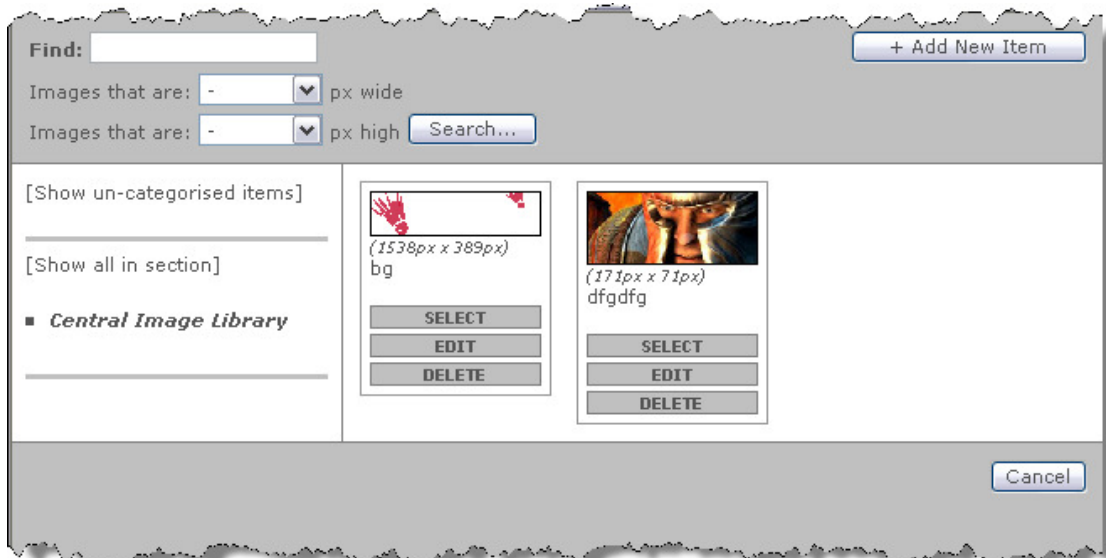 Find:
+ Add New Item
Images that are: - px wide
Images that are: - px high Search...
[Show un-categorised items]
[Show all in section]
Central Image Library
(1538px x 389px)
bg
SELECT
EDIT
DELETE
(171px x 71px)
dfgdfg
SELECT
EDIT
DELETE
Cancel